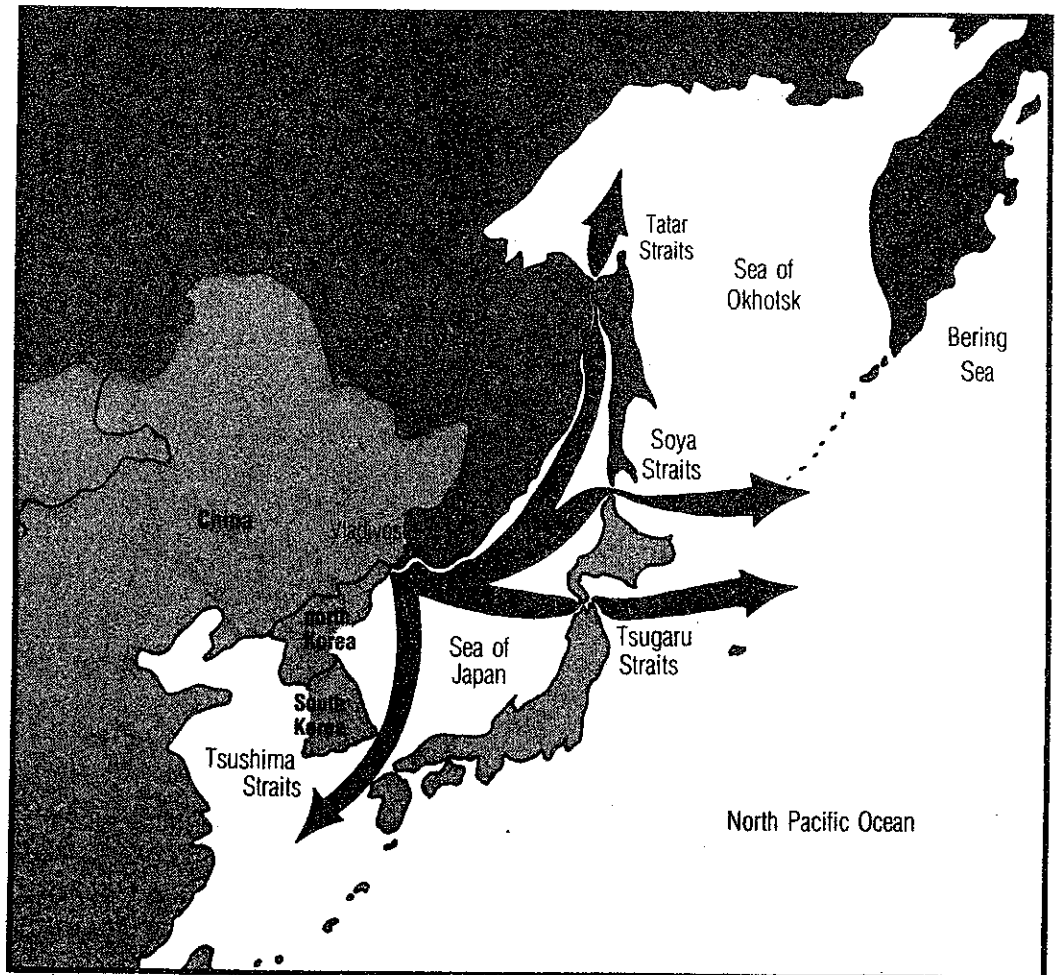 Tatar
Straits
Sea of
Okhotsk
Bering
Sea
Soya
Straits
China
north
Korea
Sea of
Japan
Tsugaru
Straits
South
Korea
Tsushima
Straits
North Pacific Ocean